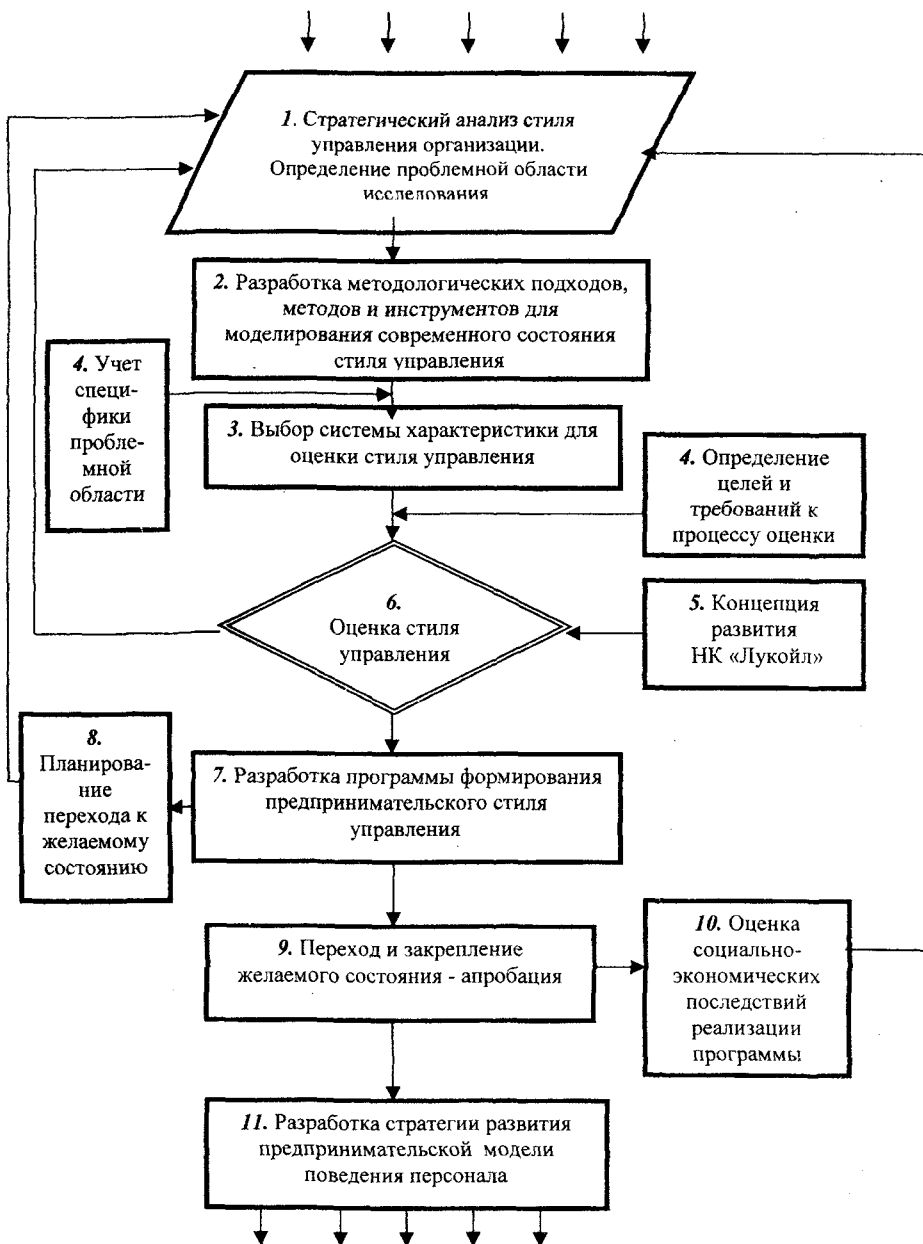 1. Стратегический анализ стиля
управления организации.
Определение проблемной области
исследования
2. Разработка методологических подходов,
методов и инструментов для
моделирования современного состояния
стиля управления
4. Учет
специ-
фики
пробле-
мной
области
3. Выбор системы характеристики для
оценки стиля управления
4. Определение
целей и
требований к
процессу оценки
6.
Оценка стиля
управления
5. Концепция
развития
НК «Лукойл»
8.
Планирова-
ние
перехода к
желаемому
состоянию
7. Разработка программы формирования
предпринимательского стиля
управления
9. Переход и закрепление
желаемого состояния - апробация
10. Оценка
социально-
экономических
последствий
реализации
программы
11. Разработка стратегии развития
предпринимательской модели
поведения персонала